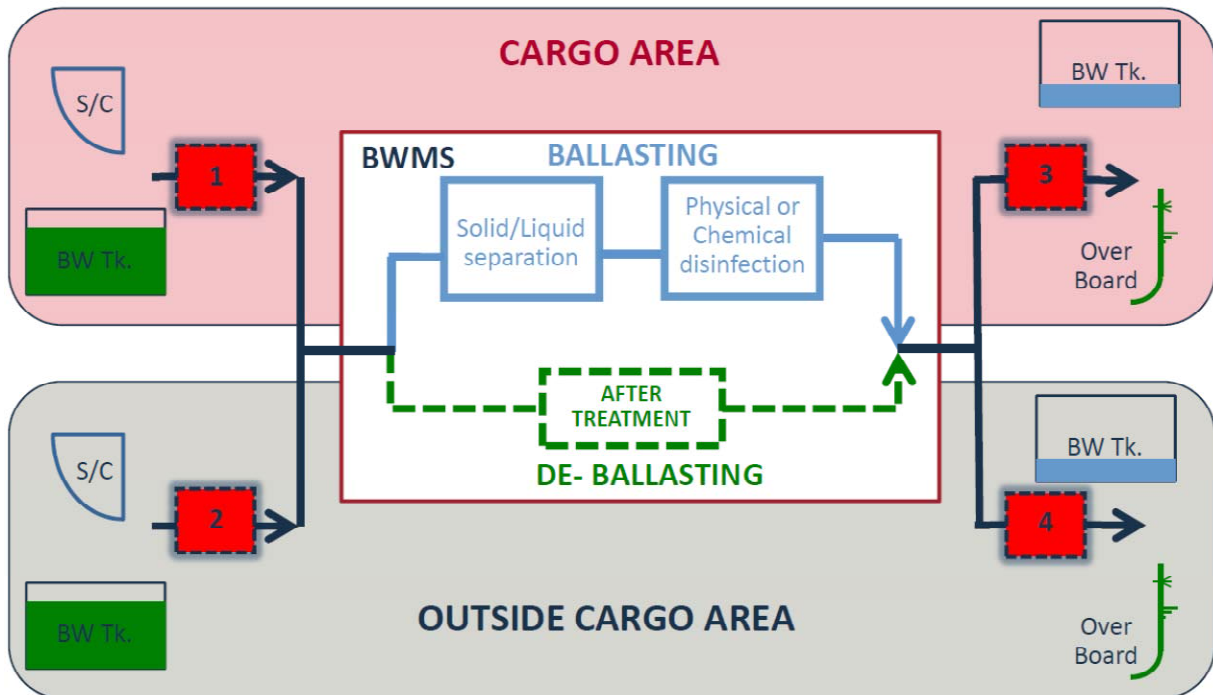 CARGO AREA
S/C
1
BW Tk.
BWMS
BALLASTING
Solid/Liquid
separation
Physical or
Chemical
disinfection
AFTER
TREATMENT
DE- BALLASTING
BW Tk.
3
Over
Board
S/C
2
BW Tk.
OUTSIDE CARGO AREA
BW Tk.
4
Over
Board